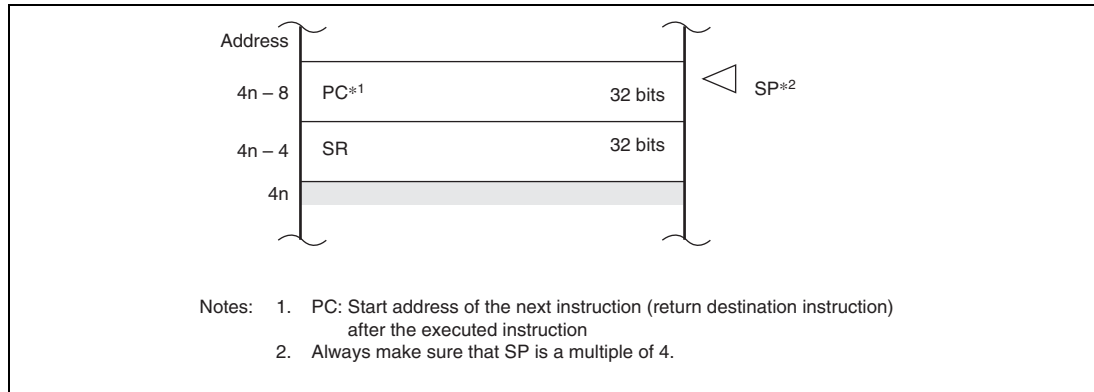 Address
4n – 8 PC*1 32 bits SP*2
4n – 4 SR 32 bits
4n
Notes: 1. PC: Start address of the next instruction (return destination instruction)
after the executed instruction
2. Always make sure that SP is a multiple of 4.